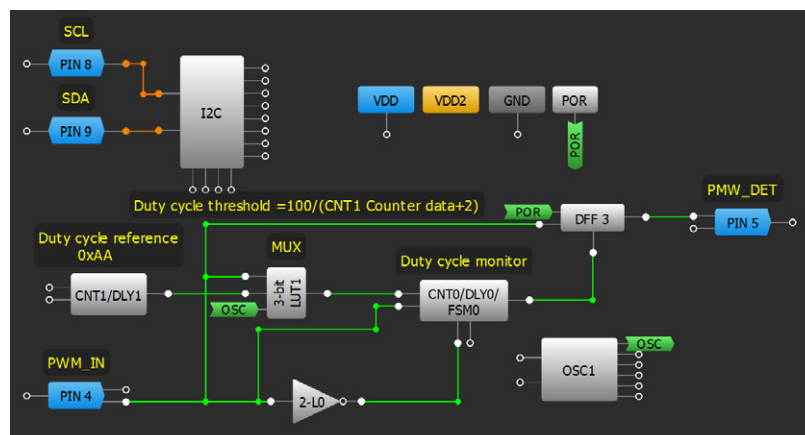 SCL
PIN 8
SDA
PIN 9
I2C
VDD
VDD2
GND
POR
POR
Duty cycle threshold =100/(CNT1 Counter data+2)
POR
DFF 3
PMW_DET
PIN 5
Duty cycle reference
0xAA
MUX
Duty cycle monitor
CNT1/DLY1
OSC
3-bit
LUT1
CNT0/DLY0/
FSM0
OSC1
OSC
PWM_IN
PIN 4
2-L0